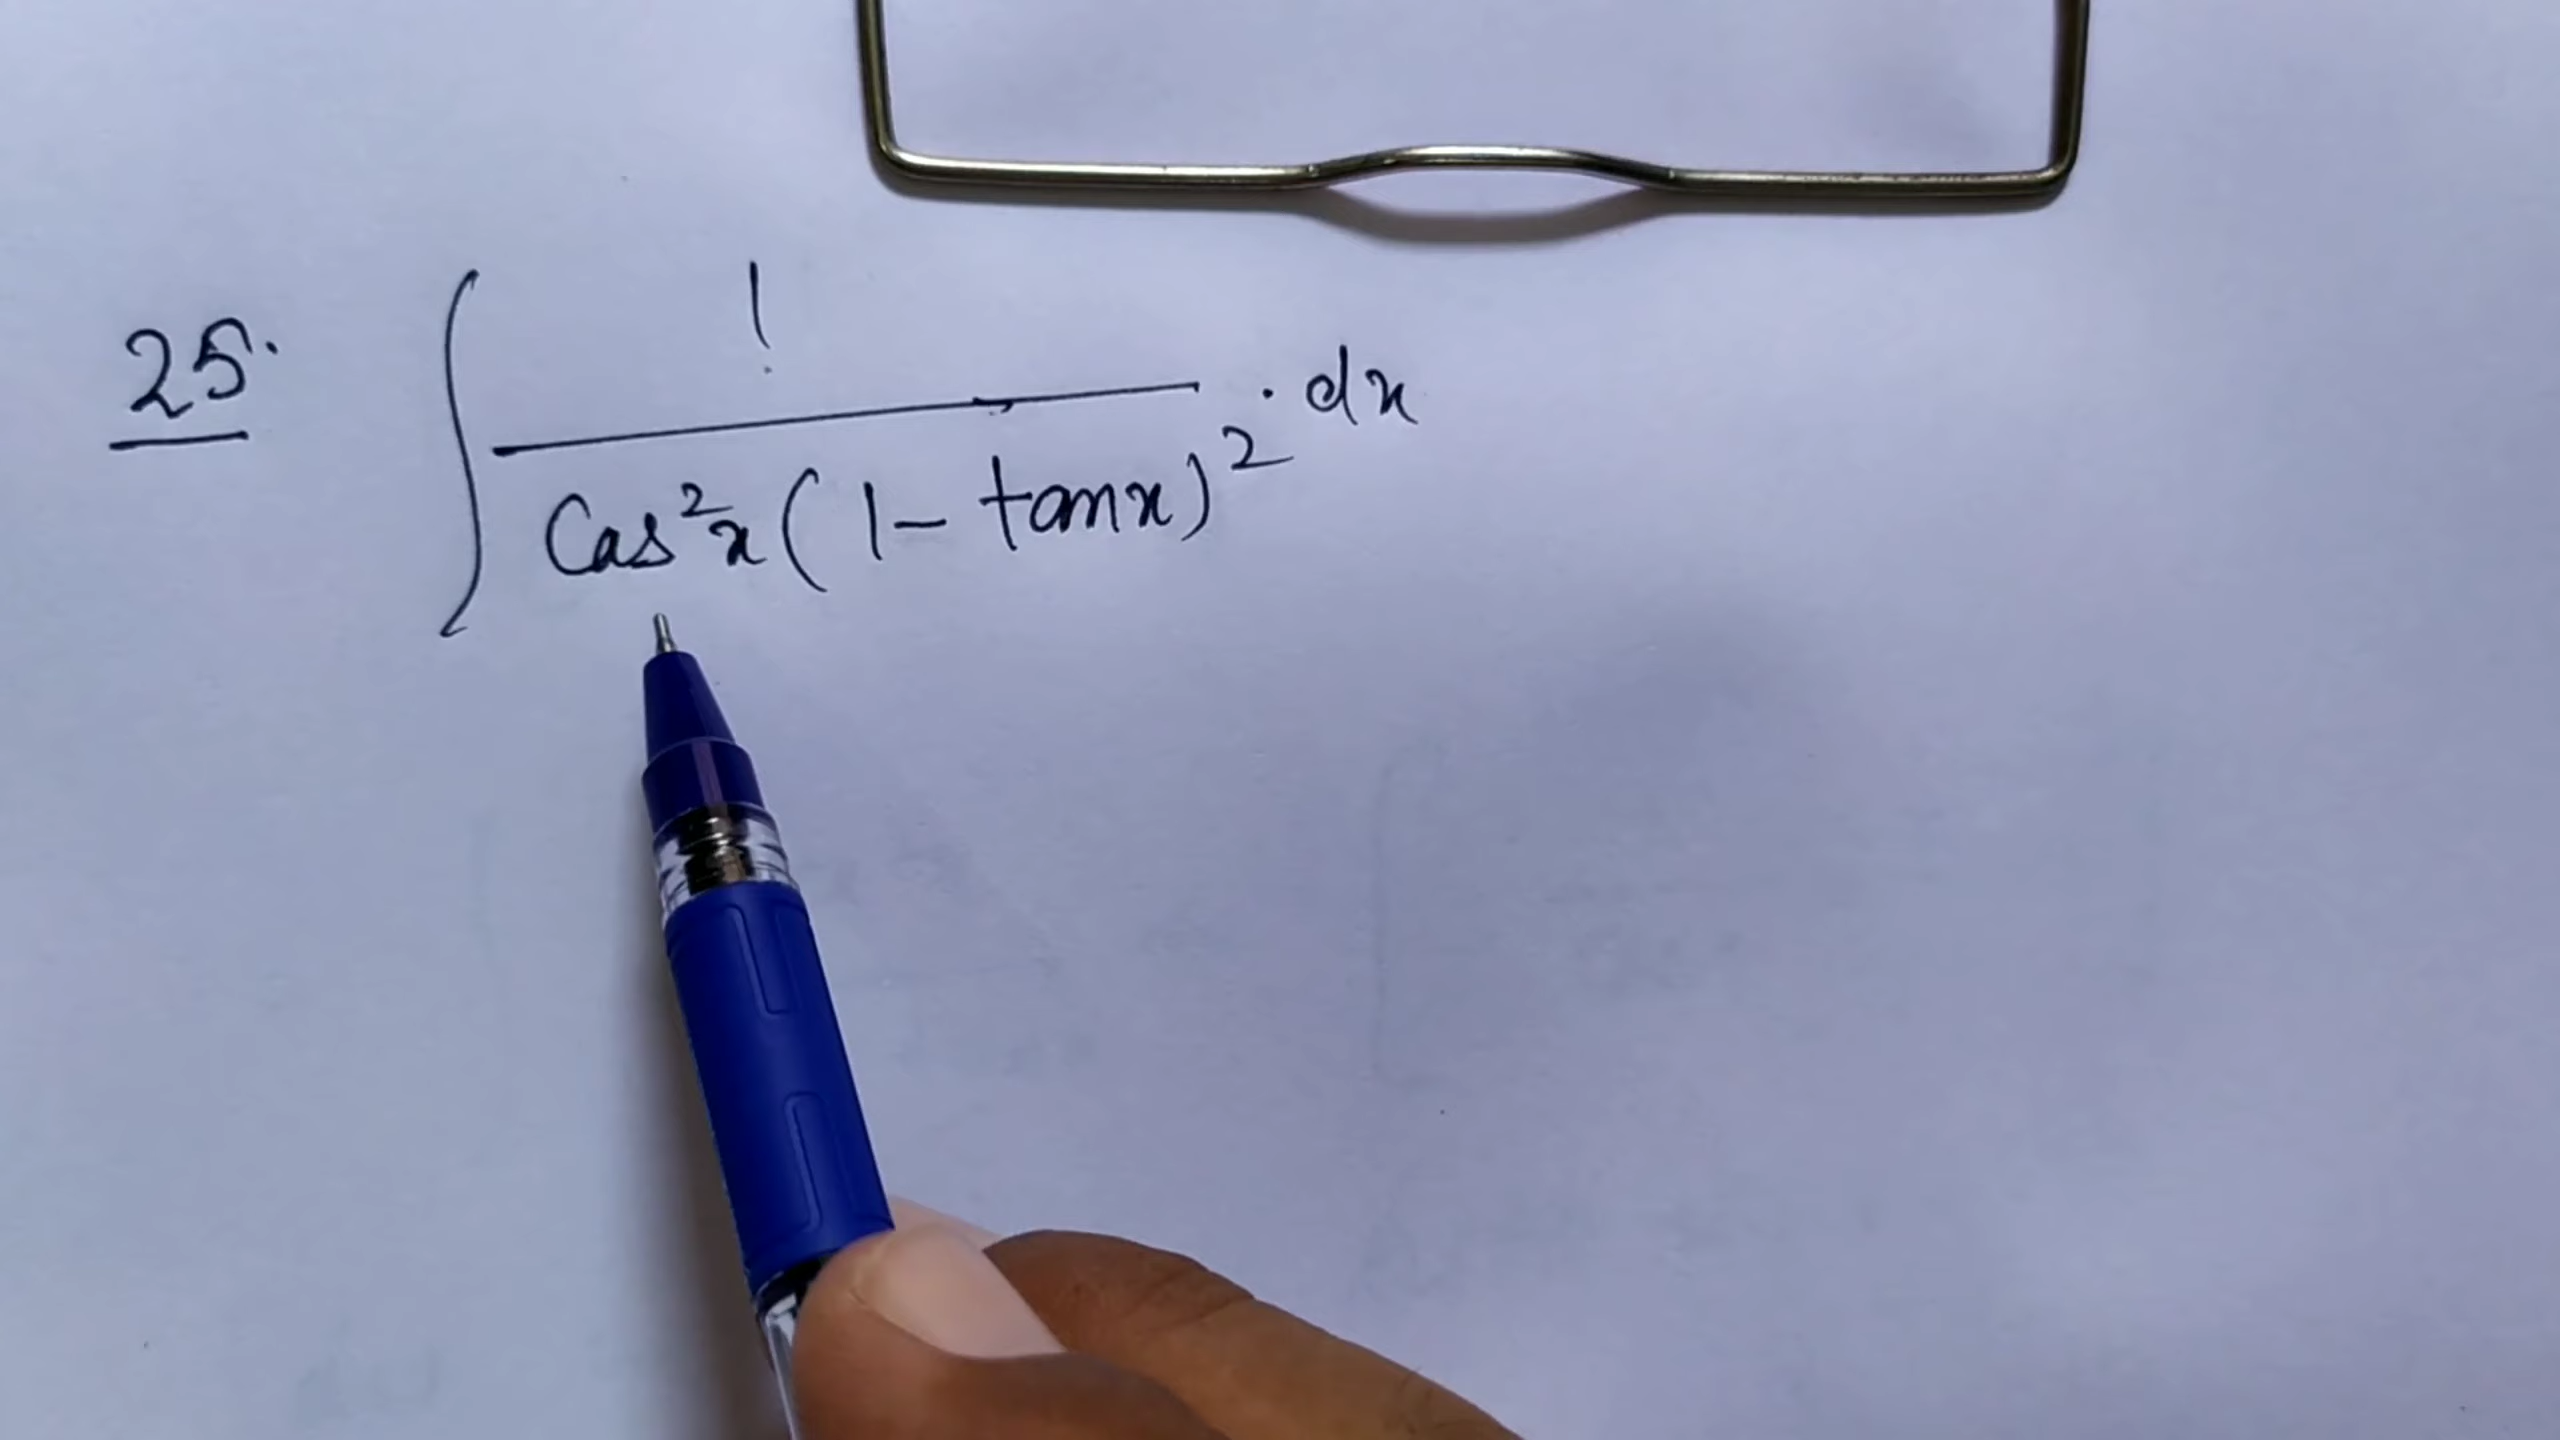 25. ∫ 1 / Cos²x (1 - tanx)² . dx